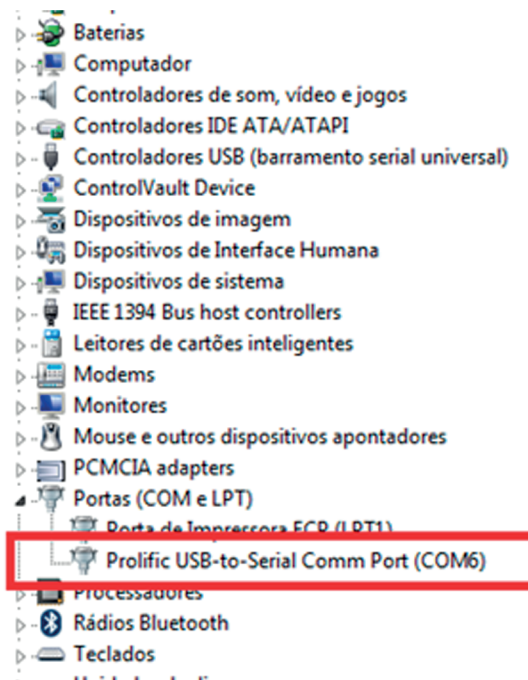 Baterias
Computador
Controladores de som, vídeo e jogos
Controladores IDE ATA/ATAPI
Controladores USB (barramento serial universal)
ControlVault Device
Dispositivos de imagem
Dispositivos de Interface Humana
Dispositivos de sistema
IEEE 1394 Bus host controllers
Leitores de cartões inteligentes
Modems
Monitores
Mouse e outros dispositivos apontadores
PCMCIA adapters
Portas (COM e LPT)
Porta de Impressora ECP (LPT1)
Prolific USB-to-Serial Comm Port (COM6)
Processadores
Rádios Bluetooth
Teclados